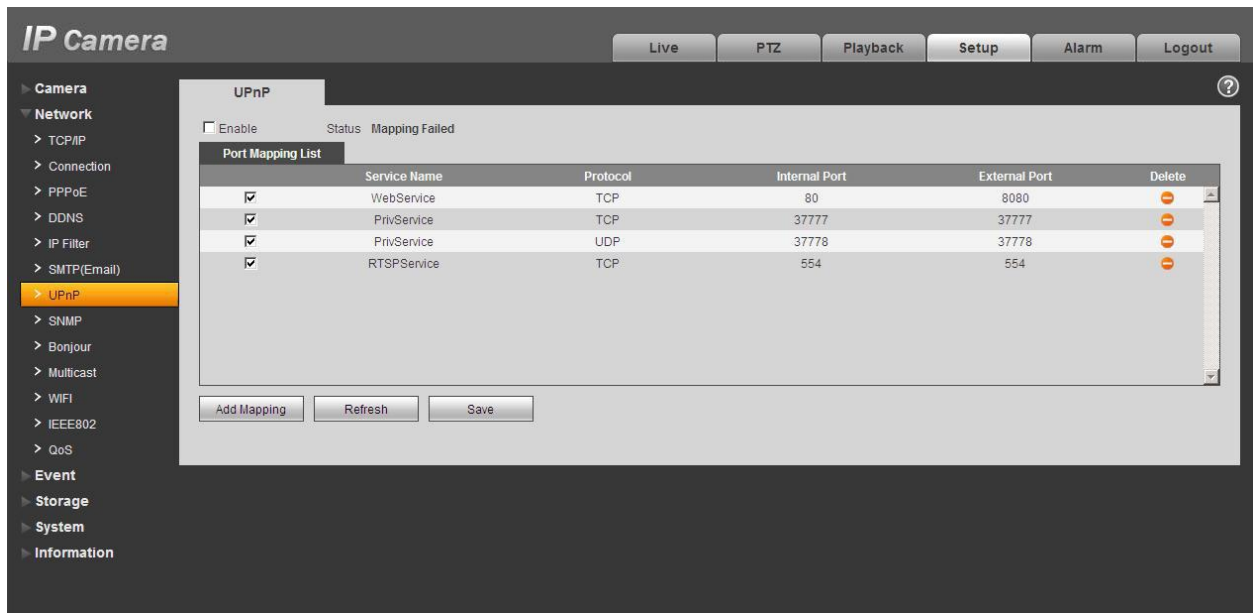 IP Camera
Live PTZ Playback Setup Alarm Logout
Camera
Network
> TCP/IP
> Connection
> PPPoE
> DDNS
> IP Filter
> SMTP(Email)
> UPnP
> SNMP
> Bonjour
> Multicast
> WIFI
> IEEE802
> QoS
Event
Storage
System
Information
UPnP
?
Enable Status Mapping Failed
Port Mapping List
Service Name Protocol Internal Port External Port Delete
WebService TCP 80 8080
PrivService TCP 37777 37777
PrivService UDP 37778 37778
RTSPService TCP 554 554
Add Mapping Refresh Save